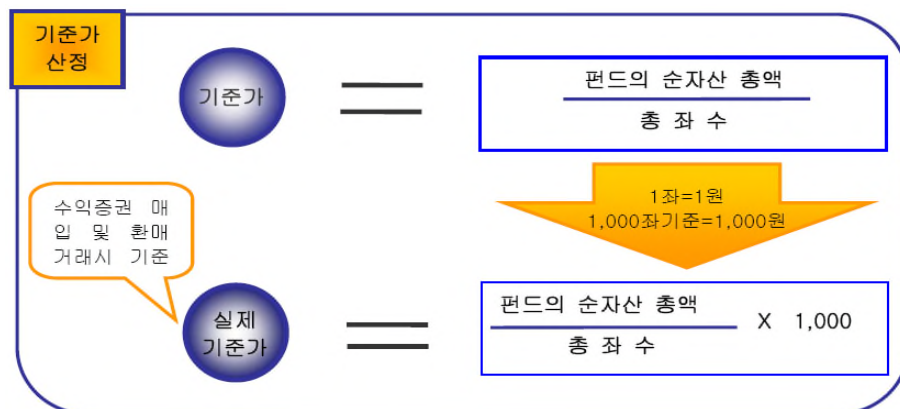 기준가
산정
기준가
펀드의 순자산 총액
총 좌 수
1좌=1원
1,000좌기준=1,000원
수익증권 매
입 및 환매
거래시 기준
실제
기준가
펀드의 순자산 총액
X 1,000
총 좌 수